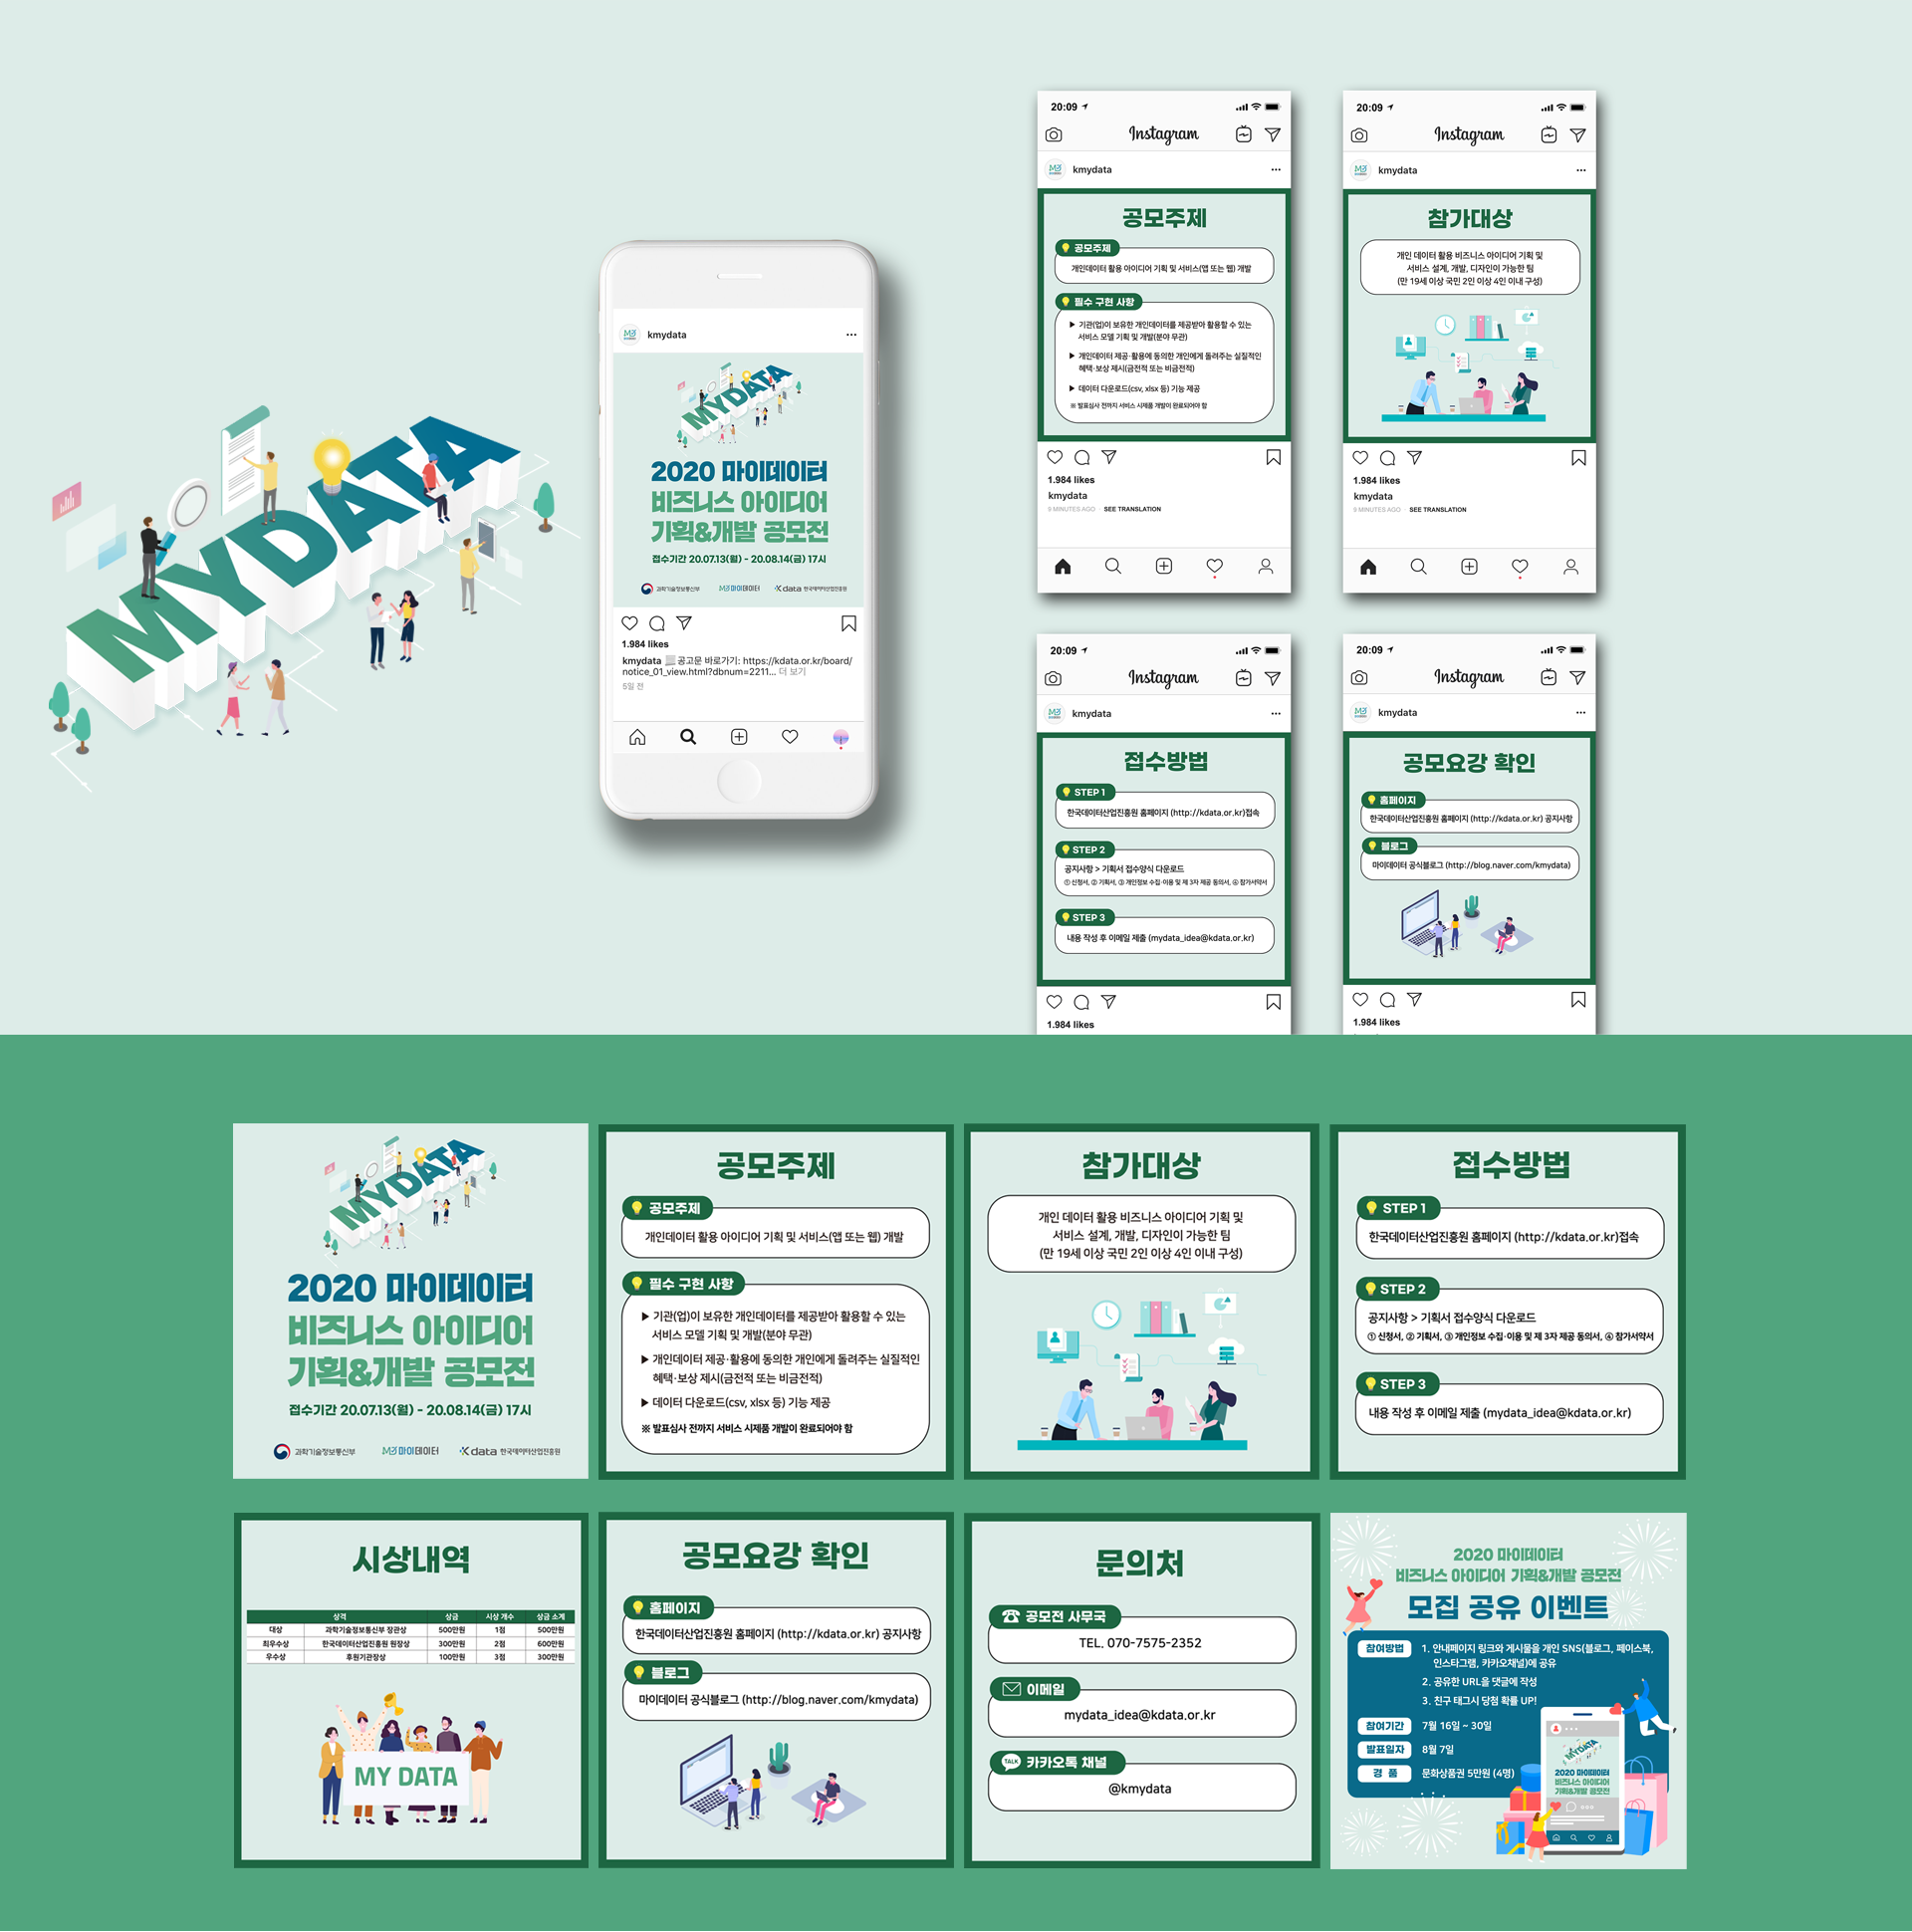 MYDATA
kmydata
MYDATA
2020 마이데이터
비즈니스 아이디어
기획&개발 공모전
접수기간 20.07.13(월) - 20.08.14(금) 17시
과학기술정보통신부
마이데이터
Kdata 한국데이터산업진흥원
1.984 likes
kmydata 공고문 바로가기: https://kdata.or.kr/board/
notice_01_view.html?dbnum=2211... 더 보기
5일 전
20:09
Instagram
kmydata
공모주제
공모주제
개인데이터 활용 아이디어 기획 및 서비스(앱 또는 웹) 개발
필수 구현 사항
▶ 기관(업)이 보유한 개인데이터를 제공받아 활용할 수 있는
서비스 모델 기획 및 개발(분야 무관)
▶ 개인데이터 제공·활용에 동의한 개인에게 돌려주는 실질적인
혜택·보상 제시(금전적 또는 비금전적)
▶ 데이터 다운로드(csv, xlsx 등) 기능 제공
※ 발표심사 전까지 서비스 시제품 개발이 완료되어야 함
1.984 likes
kmydata
9 MINUTES AGO · SEE TRANSLATION
20:09
Instagram
kmydata
참가대상
개인 데이터 활용 비즈니스 아이디어 기획 및
서비스 설계, 개발, 디자인이 가능한 팀
(만 19세 이상 국민 2인 이상 4인 이내 구성)
1.984 likes
kmydata
9 MINUTES AGO · SEE TRANSLATION
20:09
Instagram
kmydata
접수방법
STEP 1
한국데이터산업진흥원 홈페이지 (http://kdata.or.kr)접속
STEP 2
공지사항 > 기획서 접수양식 다운로드
① 신청서, ② 기획서, ③ 개인정보 수집·이용 및 제 3자 제공 동의서, ④ 참가서약서
STEP 3
내용 작성 후 이메일 제출 (mydata_idea@kdata.or.kr)
1.984 likes
20:09
Instagram
kmydata
공모요강 확인
홈페이지
한국데이터산업진흥원 홈페이지 (http://kdata.or.kr) 공지사항
블로그
마이데이터 공식블로그 (http://blog.naver.com/kmydata)
1.984 likes
MYDATA
2020 마이데이터
비즈니스 아이디어
기획&개발 공모전
접수기간 20.07.13(월) - 20.08.14(금) 17시
과학기술정보통신부
마이데이터
Kdata 한국데이터산업진흥원
공모주제
공모주제
개인데이터 활용 아이디어 기획 및 서비스(앱 또는 웹) 개발
필수 구현 사항
▶ 기관(업)이 보유한 개인데이터를 제공받아 활용할 수 있는
서비스 모델 기획 및 개발(분야 무관)
▶ 개인데이터 제공·활용에 동의한 개인에게 돌려주는 실질적인
혜택·보상 제시(금전적 또는 비금전적)
▶ 데이터 다운로드(csv, xlsx 등) 기능 제공
※ 발표심사 전까지 서비스 시제품 개발이 완료되어야 함
참가대상
개인 데이터 활용 비즈니스 아이디어 기획 및
서비스 설계, 개발, 디자인이 가능한 팀
(만 19세 이상 국민 2인 이상 4인 이내 구성)
접수방법
STEP 1
한국데이터산업진흥원 홈페이지 (http://kdata.or.kr)접속
STEP 2
공지사항 > 기획서 접수양식 다운로드
① 신청서, ② 기획서, ③ 개인정보 수집·이용 및 제 3자 제공 동의서, ④ 참가서약서
STEP 3
내용 작성 후 이메일 제출 (mydata_idea@kdata.or.kr)
시상내역
상격 상금 시상 개수 상금 소계
대상 과학기술정보통신부 장관상 500만원 1점 500만원
최우수상 한국데이터산업진흥원 원장상 300만원 2점 600만원
우수상 후원기관장상 100만원 3점 300만원
MY DATA
공모요강 확인
홈페이지
한국데이터산업진흥원 홈페이지 (http://kdata.or.kr) 공지사항
블로그
마이데이터 공식블로그 (http://blog.naver.com/kmydata)
문의처
공모전 사무국
TEL. 070-7575-2352
이메일
mydata_idea@kdata.or.kr
TALK 카카오톡 채널
@kmydata
2020 마이데이터
비즈니스 아이디어 기획&개발 공모전
모집 공유 이벤트
참여방법 1. 안내페이지 링크와 게시물을 개인 SNS(블로그, 페이스북,
인스타그램, 카카오채널)에 공유
2. 공유한 URL을 댓글에 작성
3. 친구 태그시 당첨 확률 UP!
참여기간 7월 16일 ~ 30일
발표일자 8월 7일
경 품 문화상품권 5만원 (4명)
MYDATA
2020 마이데이터
비즈니스 아이디어
기획&개발 공모전